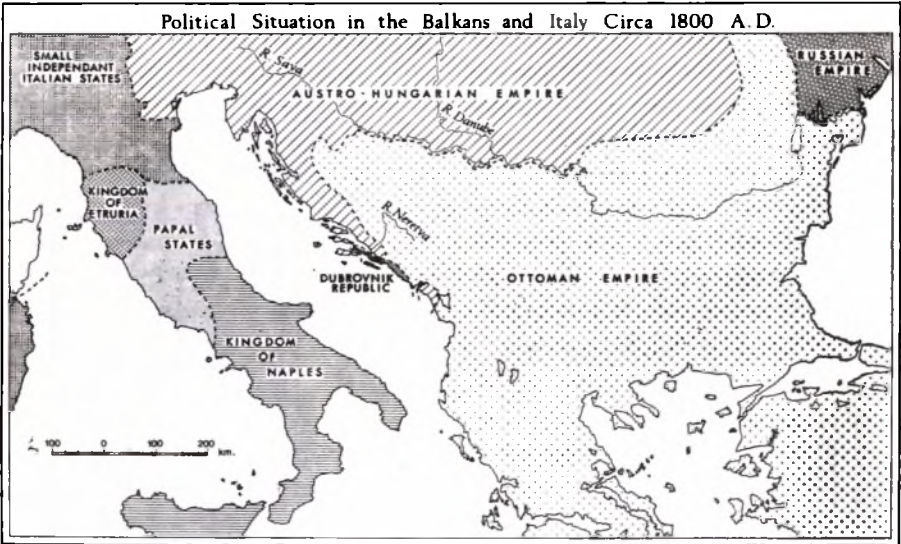 Political Situation in the Balkans and Italy Circa 1800 A.D.
SMALL
INDEPENDANT
ITALIAN STATES
RUSSIAN
EMPIRE
R. Sava
AUSTRO-HUNGARIAN EMPIRE
R. Danube
KINGDOM
OF
ETRURIA
PAPAL
STATES
R. Nererva
DUBROVNIK
REPUBLIC
OTTOMAN EMPIRE
KINGDOM
OF
NAPLES
100 0 100 200
km.